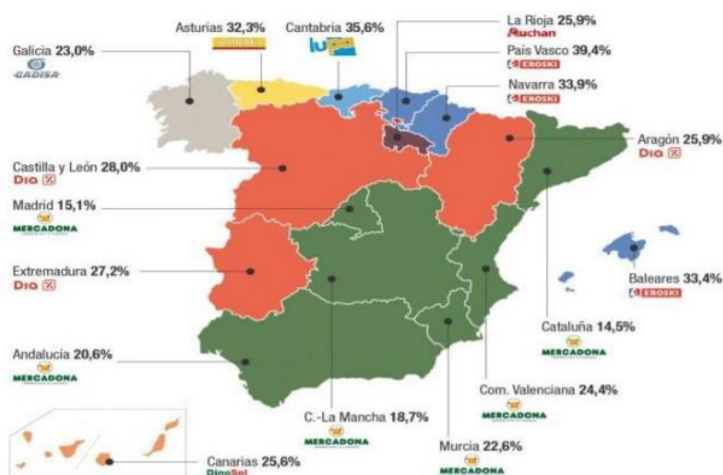 La Rioja 25,9%
Auchan
Asturias 32,3%
Cantabria 35,6%
lupa
País Vasco 39,4%
EROSKI
Galicia 23,0%
GADISA
Navarra 33,9%
EROSKI
Aragón 25,9%
Dia %
Castilla y León 28,0%
Dia %
Madrid 15,1%
MERCADONA
Extremadura 27,2%
Dia %
Baleares 33,4%
EROSKI
Cataluña 14,5%
MERCADONA
Andalucía 20,6%
MERCADONA
Com. Valenciana 24,4%
MERCADONA
C.-La Mancha 18,7%
MERCADONA
Murcia 22,6%
MERCADONA
Canarias 25,6%
DinoSol